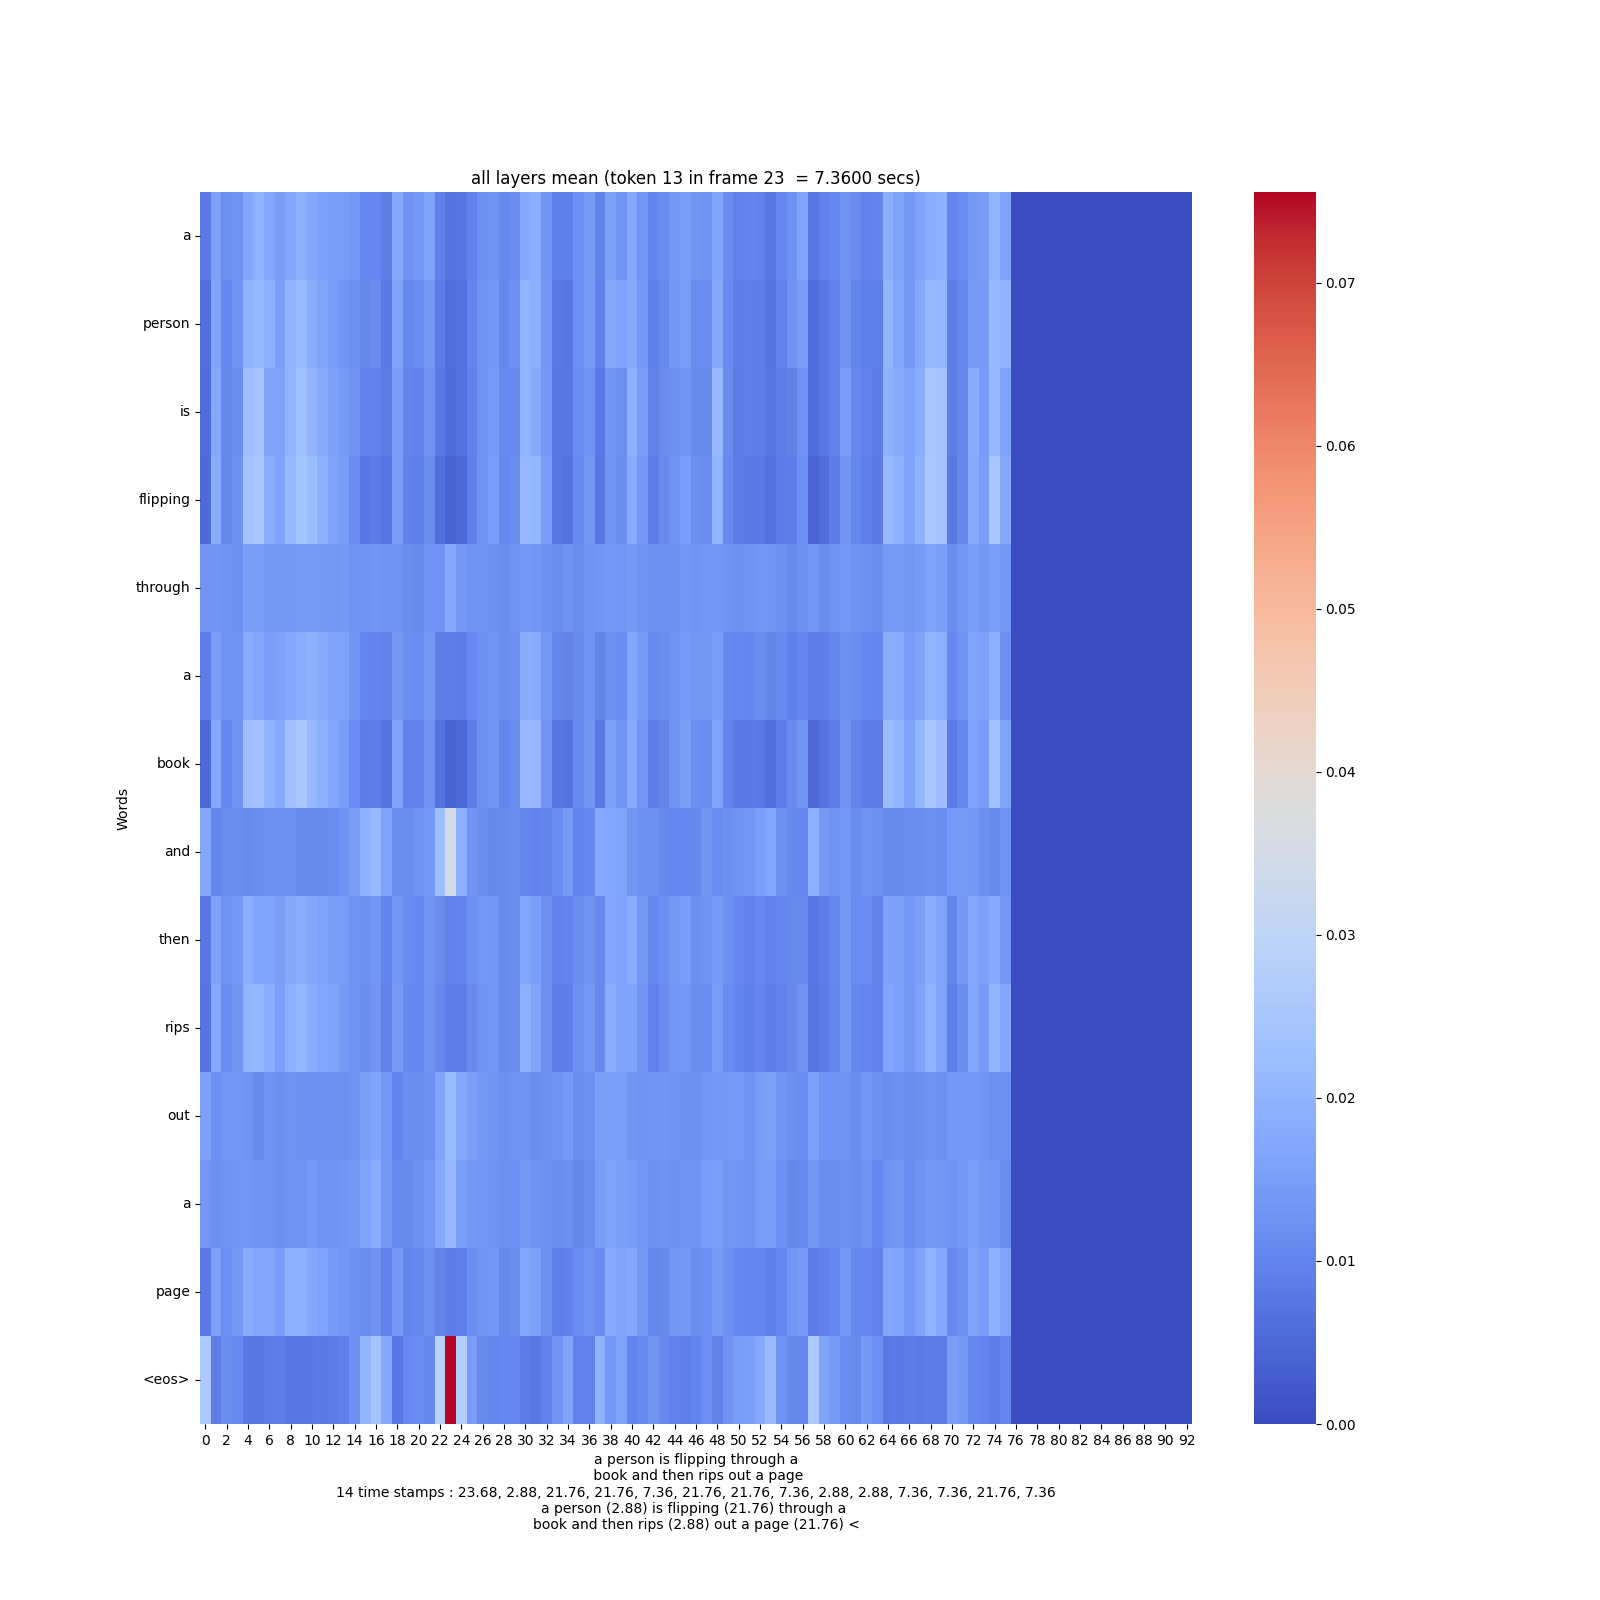 all layers mean (token 13 in frame 23  = 7.3600 secs)
a
person
is
flipping
through
a
book
and
then
rips
out
a
page
<eos>
Words
0 2 4 6 8 10 12 14 16 18 20 22 24 26 28 30 32 34 36 38 40 42 44 46 48 50 52 54 56 58 60 62 64 66 68 70 72 74 76 78 80 82 84 86 88 90 92
a person is flipping through a
book and then rips out a page
14 time stamps : 23.68, 2.88, 21.76, 21.76, 7.36, 21.76, 21.76, 7.36, 2.88, 2.88, 7.36, 7.36, 21.76, 7.36
a person (2.88) is flipping (21.76) through a
book and then rips (2.88) out a page (21.76) <
0.07
0.06
0.05
0.04
0.03
0.02
0.01
0.00